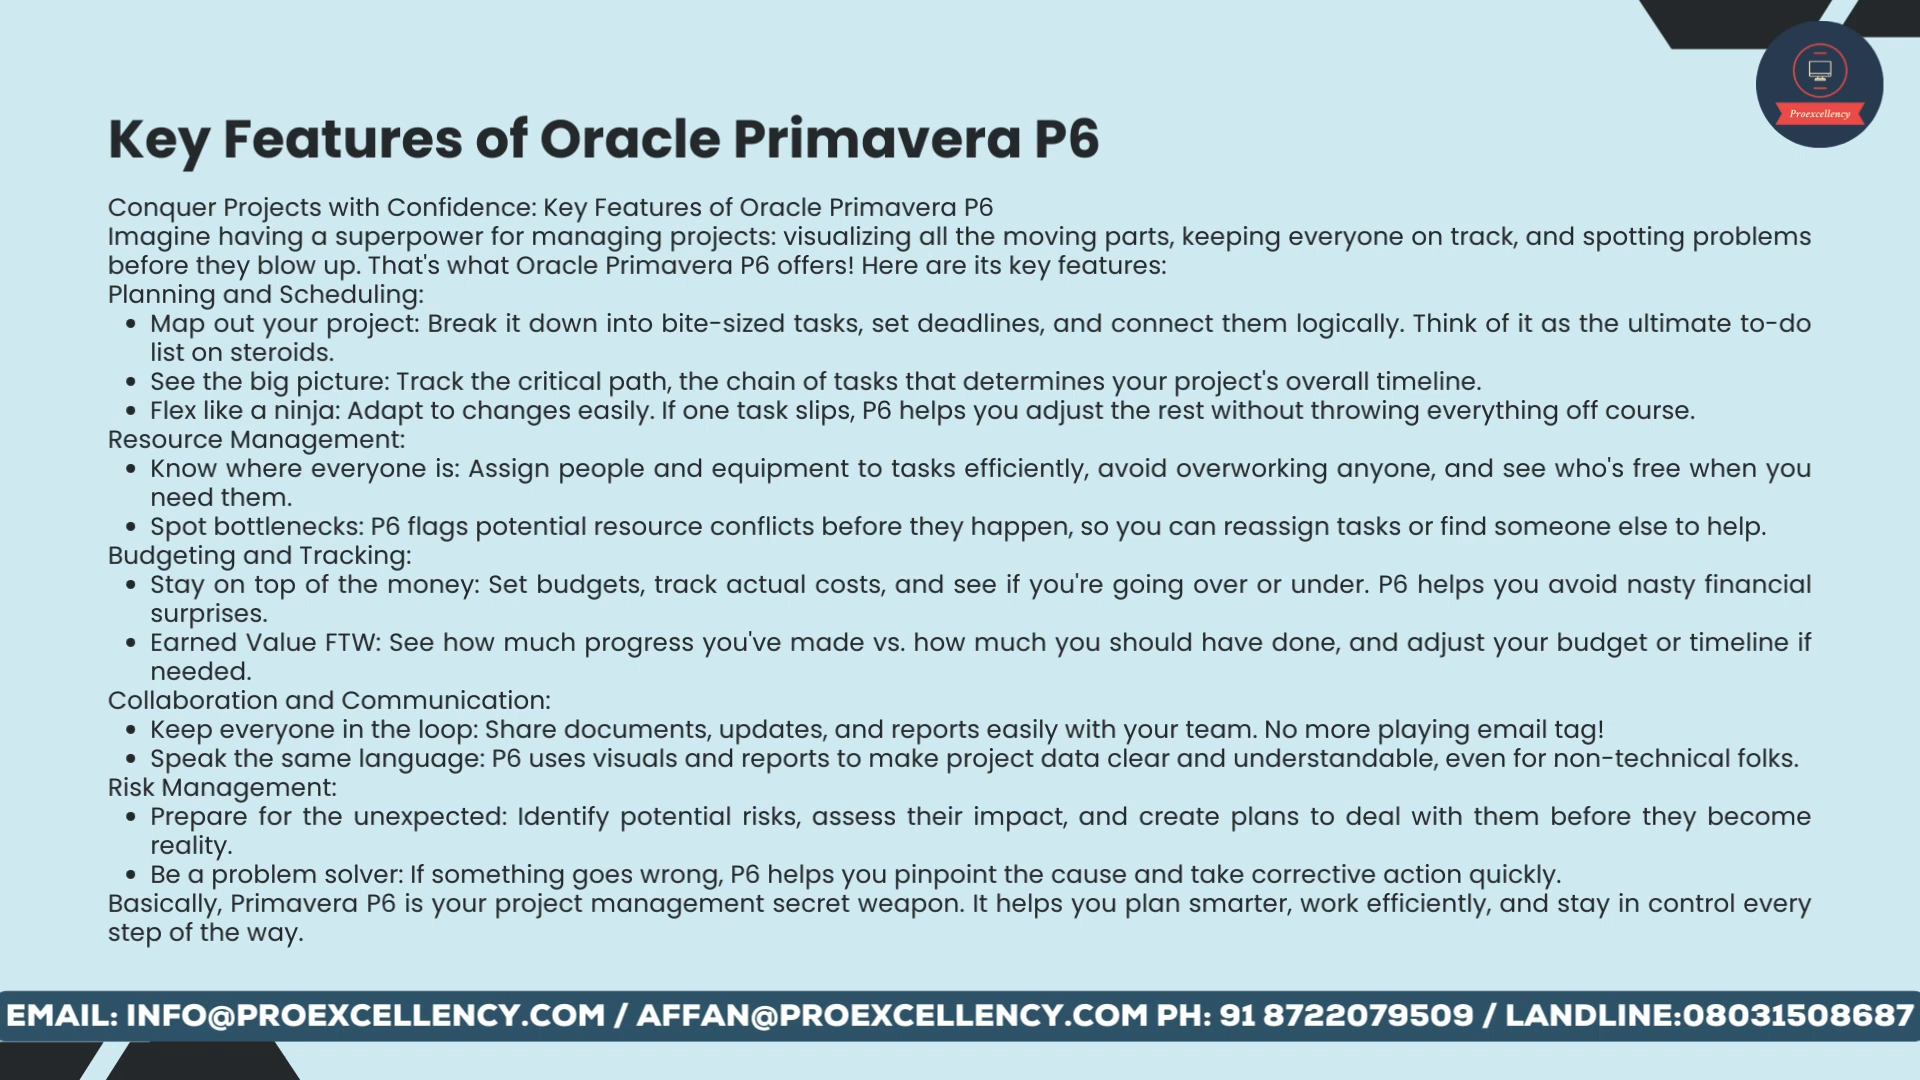 Proexcellency
Key Features of Oracle Primavera P6
Conquer Projects with Confidence: Key Features of Oracle Primavera P6
Imagine having a superpower for managing projects: visualizing all the moving parts, keeping everyone on track, and spotting problems
before they blow up. That's what Oracle Primavera P6 offers! Here are its key features:
Planning and Scheduling:
• Map out your project: Break it down into bite-sized tasks, set deadlines, and connect them logically. Think of it as the ultimate to-do
list on steroids.
• See the big picture: Track the critical path, the chain of tasks that determines your project's overall timeline.
• Flex like a ninja: Adapt to changes easily. If one task slips, P6 helps you adjust the rest without throwing everything off course.
Resource Management:
• Know where everyone is: Assign people and equipment to tasks efficiently, avoid overworking anyone, and see who's free when you
need them.
• Spot bottlenecks: P6 flags potential resource conflicts before they happen, so you can reassign tasks or find someone else to help.
Budgeting and Tracking:
• Stay on top of the money: Set budgets, track actual costs, and see if you're going over or under. P6 helps you avoid nasty financial
surprises.
• Earned Value FTW: See how much progress you've made vs. how much you should have done, and adjust your budget or timeline if
needed.
Collaboration and Communication:
• Keep everyone in the loop: Share documents, updates, and reports easily with your team. No more playing email tag!
• Speak the same language: P6 uses visuals and reports to make project data clear and understandable, even for non-technical folks.
Risk Management:
• Prepare for the unexpected: Identify potential risks, assess their impact, and create plans to deal with them before they become
reality.
• Be a problem solver: If something goes wrong, P6 helps you pinpoint the cause and take corrective action quickly.
Basically, Primavera P6 is your project management secret weapon. It helps you plan smarter, work efficiently, and stay in control every
step of the way.
EMAIL: INFO@PROEXCELLENCY.COM / AFFAN@PROEXCELLENCY.COM PH: 91 8722079509 / LANDLINE:08031508687